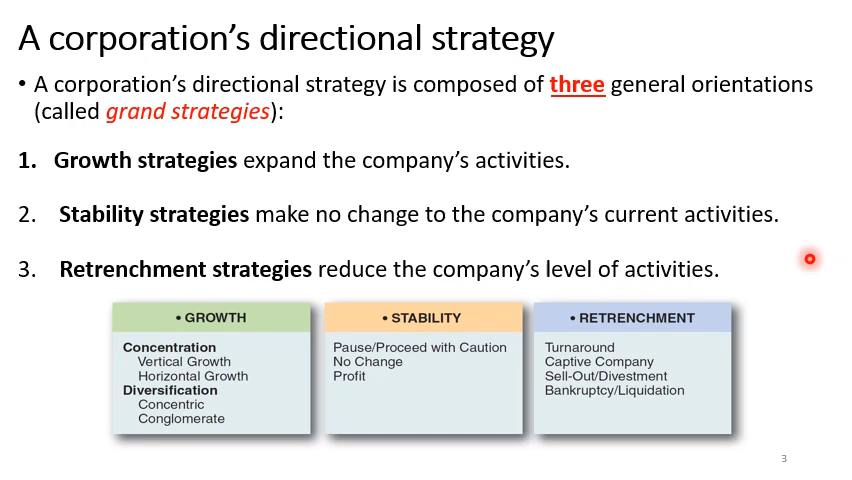 A corporation’s directional strategy
• A corporation’s directional strategy is composed of three general orientations
(called grand strategies):
1. Growth strategies expand the company’s activities.
2. Stability strategies make no change to the company’s current activities.
3. Retrenchment strategies reduce the company’s level of activities.
• GROWTH
Concentration
Vertical Growth
Horizontal Growth
Diversification
Concentric
Conglomerate
• STABILITY
Pause/Proceed with Caution
No Change
Profit
• RETRENCHMENT
Turnaround
Captive Company
Sell-Out/Divestment
Bankruptcy/Liquidation
3